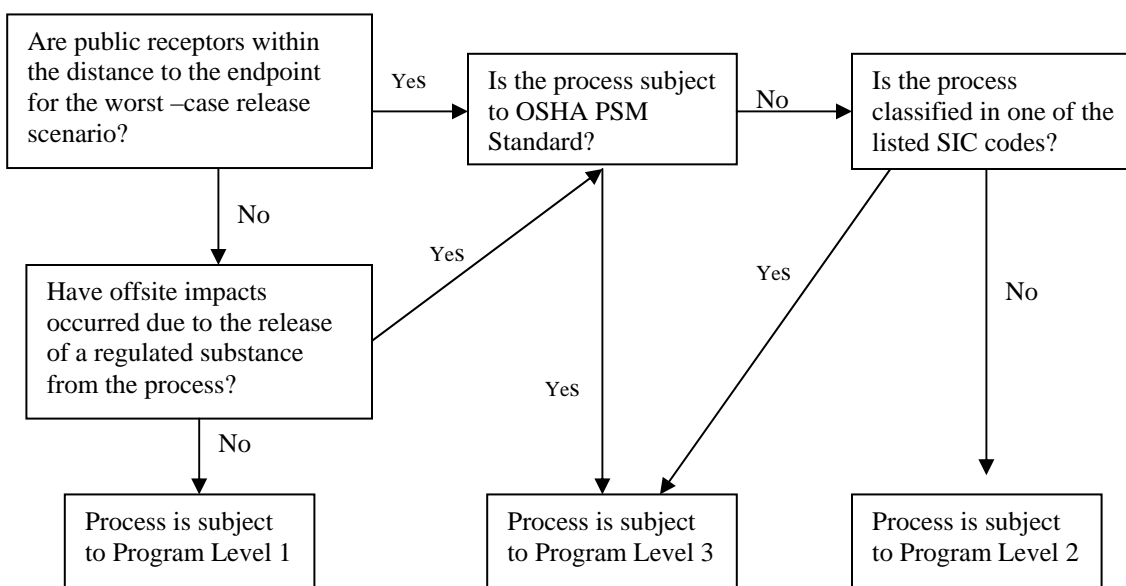 Are public receptors within
the distance to the endpoint
for the worst –case release
scenario?
Yes
Is the process subject
to OSHA PSM
Standard?
No
Is the process
classified in one of the
listed SIC codes?
No
Yes
Have offsite impacts
occurred due to the release
of a regulated substance
from the process?
Yes
Yes
No
No
Process is subject
to Program Level 1
Process is subject
to Program Level 3
Process is subject
to Program Level 2